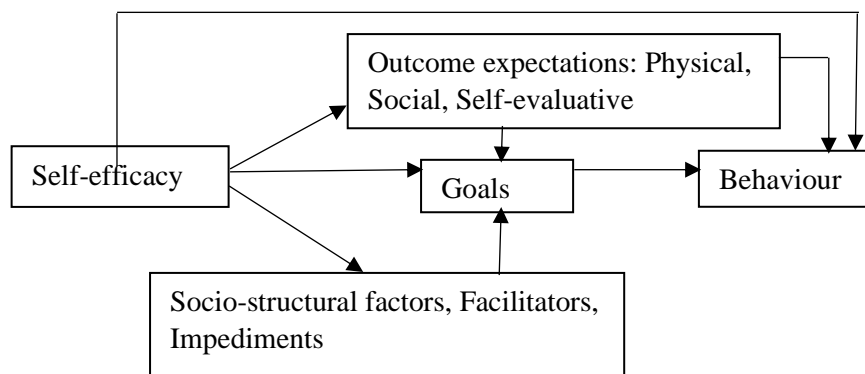 Outcome expectations: Physical,
Social, Self-evaluative
Self-efficacy
Goals
Behaviour
Socio-structural factors, Facilitators,
Impediments